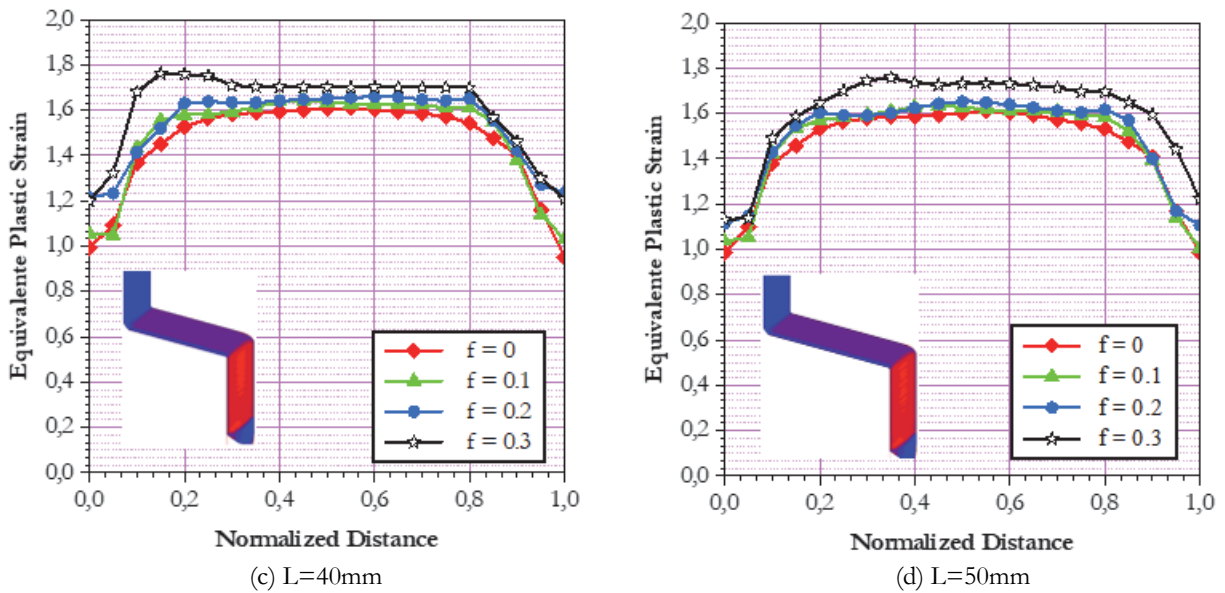 2,0
1,8
1,6
1,4
1,2
1,0
0,8
0,6
0,4
0,2
0,0
Equivalente Plastic Strain
f = 0
f = 0.1
f = 0.2
f = 0.3
0,0 0,2 0,4 0,6 0,8 1,0
Normalized Distance
(c) L=40mm
2,0
1,8
1,6
1,4
1,2
1,0
0,8
0,6
0,4
0,2
0,0
Equivalente Plastic Strain
f = 0
f = 0.1
f = 0.2
f = 0.3
0,0 0,2 0,4 0,6 0,8 1,0
Normalized Distance
(d) L=50mm